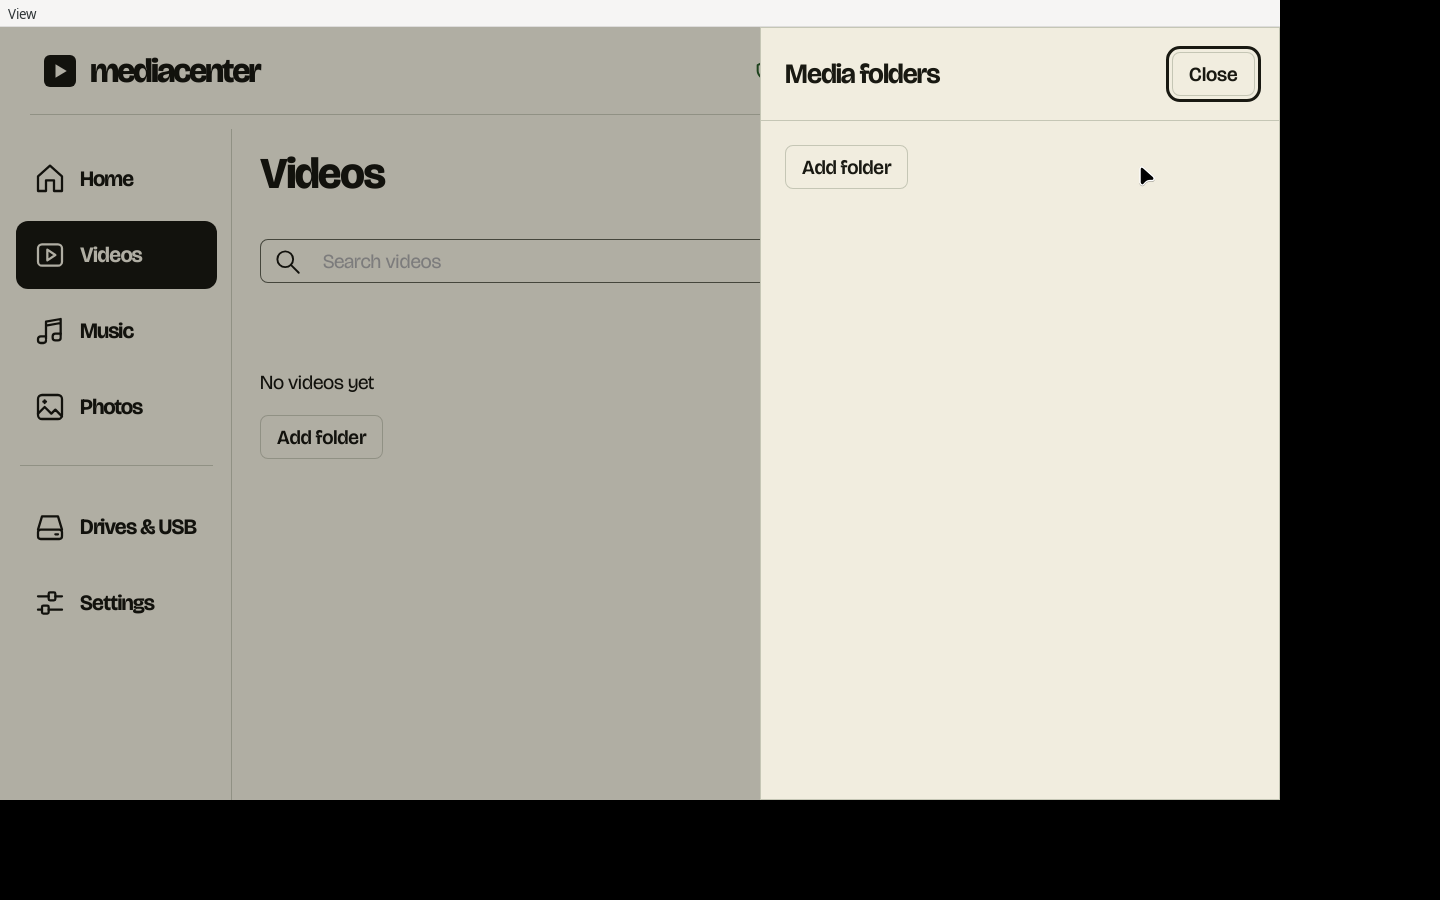 View
mediacenter
Media folders
Close
Home
Videos
Music
Photos
Drives & USB
Settings
Videos
Search videos
No videos yet
Add folder
Add folder